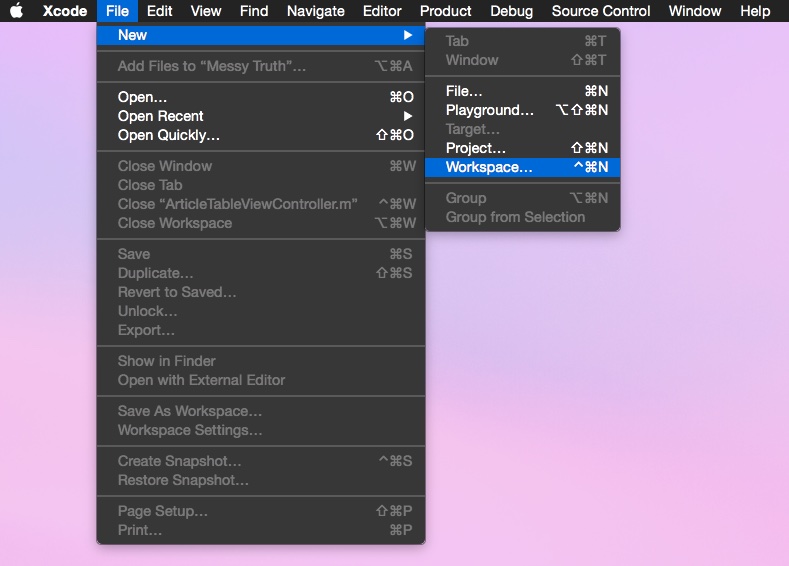 Xcode File Edit View Find Navigate Editor Product Debug Source Control Window Help
New ▶
Add Files to “Messy Truth”… ⌥⌘A
Open… ⌘O
Open Recent ▶
Open Quickly… ⇧⌘O
Close Window ⌘W
Close Tab
Close “ArticleTableViewController.m” ^⌘W
Close Workspace ⌥⌘W
Save ⌘S
Duplicate… ⇧⌘S
Revert to Saved…
Unlock…
Export…
Show in Finder
Open with External Editor
Save As Workspace…
Workspace Settings…
Create Snapshot… ^⌘S
Restore Snapshot…
Page Setup… ⇧⌘P
Print… ⌘P
Tab ⌘T
Window ⇧⌘T
File… ⌘N
Playground… ⌥⇧⌘N
Target…
Project… ⇧⌘N
Workspace… ^⌘N
Group ⌥⌘N
Group from Selection